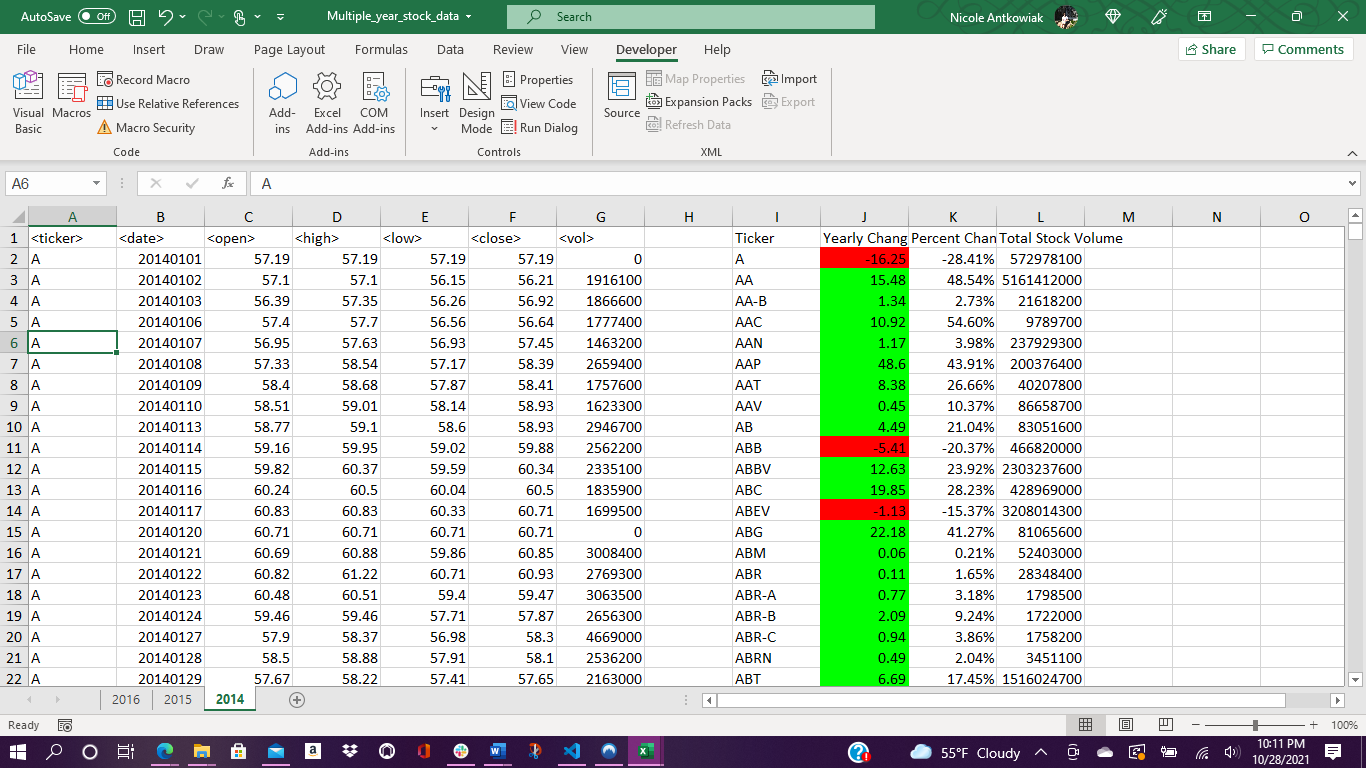 AutoSave Off Multiple_year_stock_data Search Nicole Antkowiak
File Home Insert Draw Page Layout Formulas Data Review View Developer Help Share Comments
Visual Basic Macros Record Macro Use Relative References Macro Security
Add-ins Excel Add-ins COM Add-ins
Insert Design Mode Properties View Code Run Dialog
Source Map Properties Expansion Packs Refresh Data Import Export
Code Add-ins Controls XML
A6 fx A
A B C D E F G H I J K L M N O
1 <ticker> <date> <open> <high> <low> <close> <vol> Ticker Yearly Chang Percent Chan Total Stock Volume
2 A 20140101 57.19 57.19 57.19 57.19 0 A -16.25 -28.41% 572978100
3 A 20140102 57.1 57.1 56.15 56.21 1916100 AA 15.48 48.54% 5161412000
4 A 20140103 56.39 57.35 56.26 56.92 1866600 AA-B 1.34 2.73% 21618200
5 A 20140106 57.4 57.7 56.56 56.64 1777400 AAC 10.92 54.60% 9789700
6 A 20140107 56.95 57.63 56.93 57.45 1463200 AAN 1.17 3.98% 237929300
7 A 20140108 57.33 58.54 57.17 58.39 2659400 AAP 48.6 43.91% 200376400
8 A 20140109 58.4 58.68 57.87 58.41 1757600 AAT 8.38 26.66% 40207800
9 A 20140110 58.51 59.01 58.14 58.93 1623300 AAV 0.45 10.37% 86658700
10 A 20140113 58.77 59.1 58.6 58.93 2946700 AB 4.49 21.04% 83051600
11 A 20140114 59.16 59.95 59.02 59.88 2562200 ABB -5.41 -20.37% 466820000
12 A 20140115 59.82 60.37 59.59 60.34 2335100 ABBV 12.63 23.92% 2303237600
13 A 20140116 60.24 60.5 60.04 60.5 1835900 ABC 19.85 28.23% 428969000
14 A 20140117 60.83 60.83 60.33 60.71 1699500 ABEV -1.13 -15.37% 3208014300
15 A 20140120 60.71 60.71 60.71 60.71 0 ABG 22.18 41.27% 81065600
16 A 20140121 60.69 60.88 59.86 60.85 3008400 ABM 0.06 0.21% 52403000
17 A 20140122 60.82 61.22 60.71 60.93 2769300 ABR 0.11 1.65% 28348400
18 A 20140123 60.48 60.51 59.4 59.47 3063500 ABR-A 0.77 3.18% 1798500
19 A 20140124 59.46 59.46 57.71 57.87 2656300 ABR-B 2.09 9.24% 1722000
20 A 20140127 57.9 58.37 56.98 58.3 4669000 ABR-C 0.94 3.86% 1758200
21 A 20140128 58.5 58.88 57.91 58.1 2536200 ABRN 0.49 2.04% 3451100
22 A 20140129 57.67 58.22 57.41 57.65 2163000 ABT 6.69 17.45% 1516024700
2016 2015 2014
Ready 100%
55°F Cloudy 10:11 PM
10/28/2021